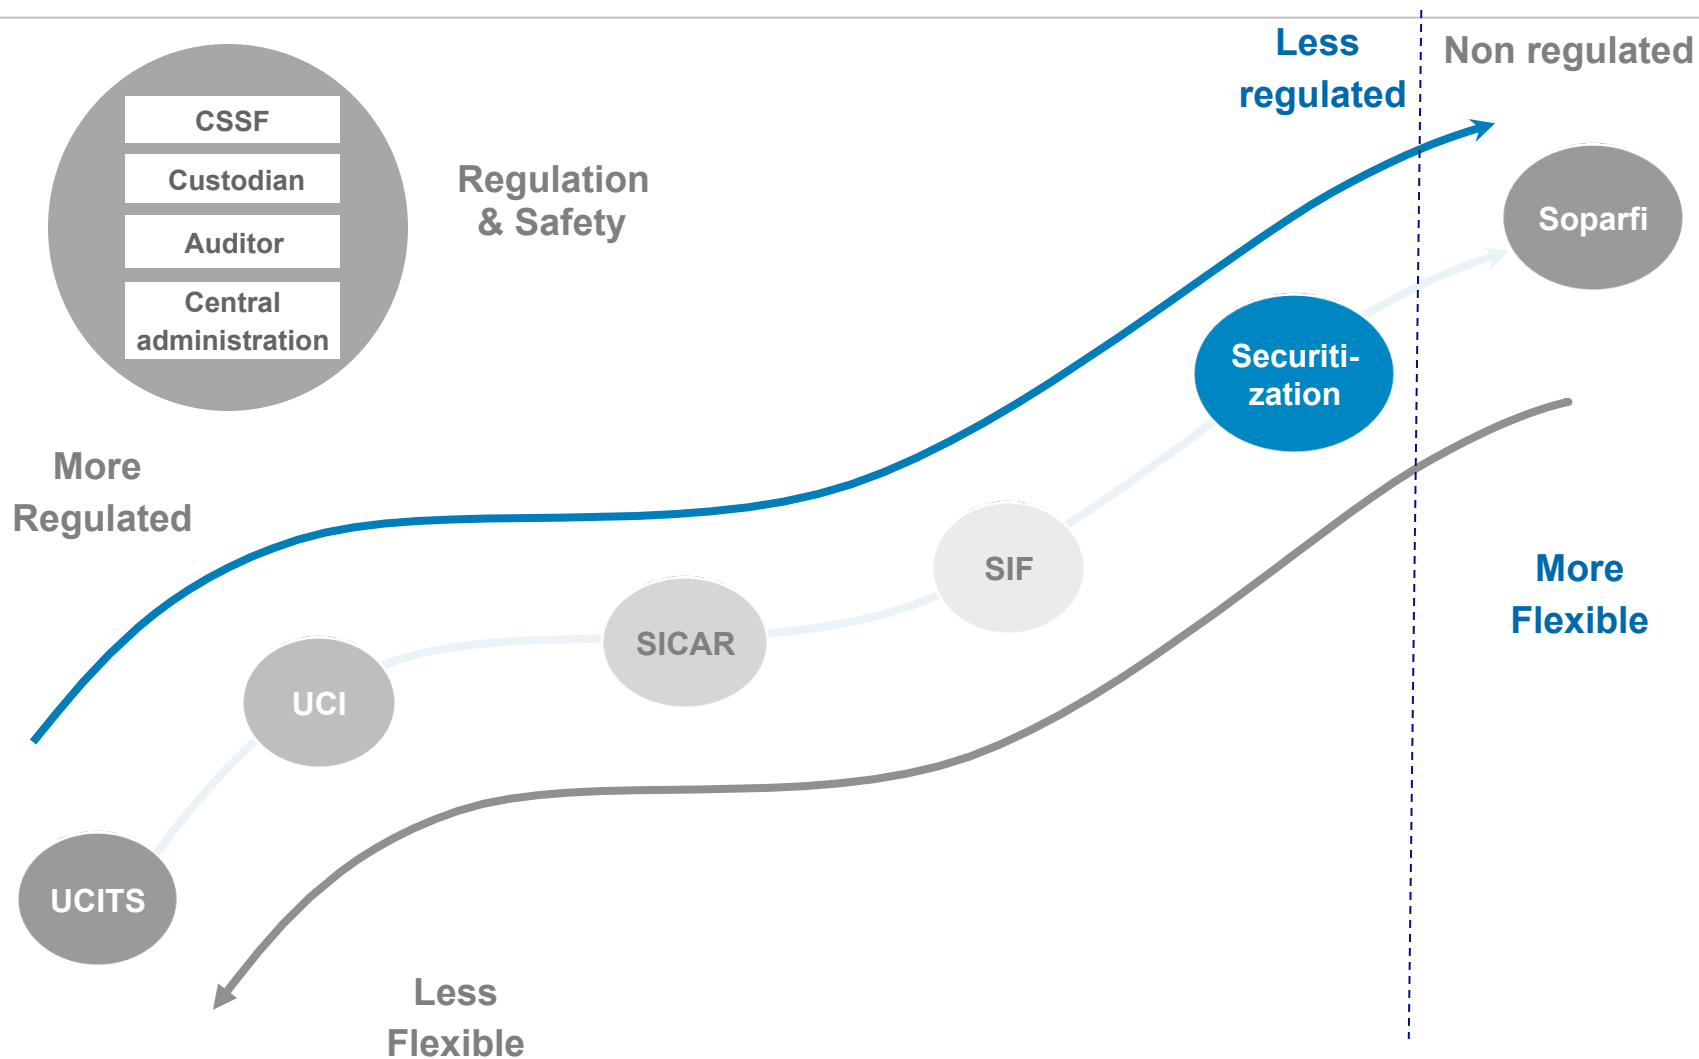 Less
regulated
Non regulated
CSSF
Custodian
Auditor
Central
administration
Regulation
& Safety
Soparfi
Securiti-
zation
More
Regulated
SIF
More
Flexible
SICAR
UCI
UCITS
Less
Flexible